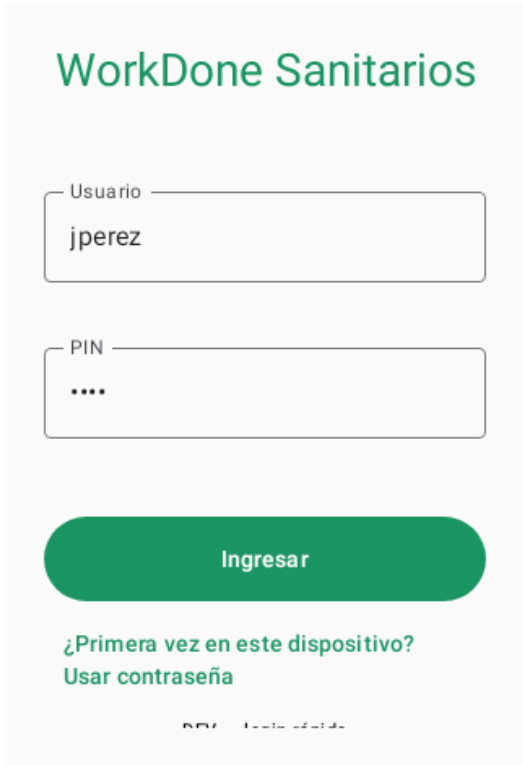 WorkDone Sanitarios
Usuario
jperez
PIN
••••
Ingresar
¿Primera vez en este dispositivo?
Usar contraseña